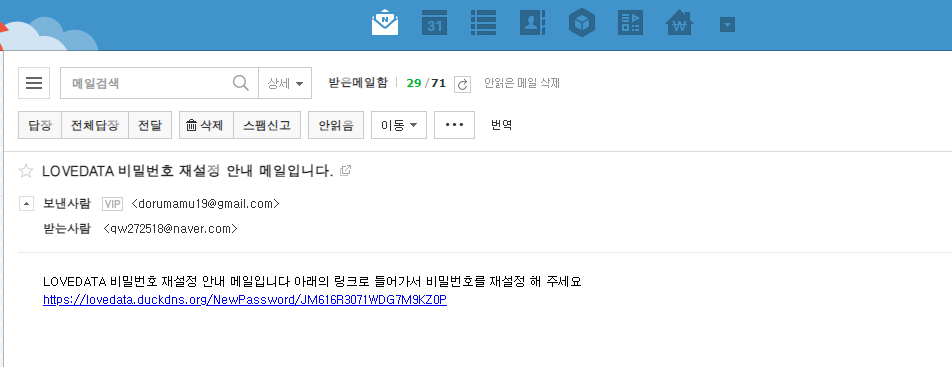 N 31 ₩
메일검색 상세 받은메일함 29 / 71 안읽은 메일 삭제
답장 전체답장 전달 삭제 스팸신고 안읽음 이동 ••• 번역
LOVEDATA 비밀번호 재설정 안내 메일입니다.
보낸사람 VIP <dorumamu19@gmail.com>
받는사람 <qw272518@naver.com>
LOVEDATA 비밀번호 재설정 안내 메일입니다 아래의 링크로 들어가서 비밀번호를 재설정 해 주세요
https://lovedata.duckdns.org/NewPassword/JM616R3071WDG7M9KZ0P